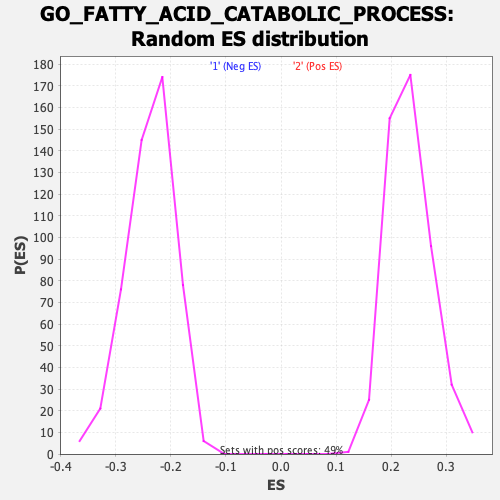 GO_FATTY_ACID_CATABOLIC_PROCESS:
Random ES distribution
'1' (Neg ES) '2' (Pos ES)
180
170
160
150
140
130
120
110
100
90
80
70
60
50
40
30
20
10
0
P(ES)
Sets with pos scores: 49%
-0.4 -0.3 -0.2 -0.1 0.0 0.1 0.2 0.3
ES